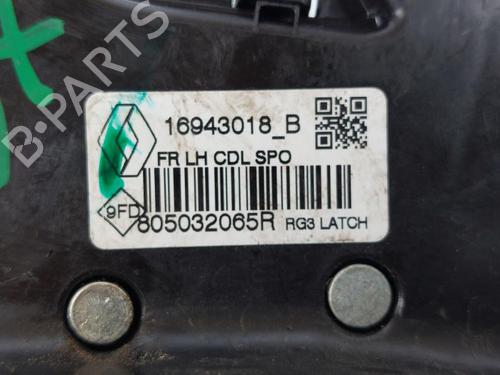 16943018_B
FR LH CDL SPO
9FD
805032065R RG3 LATCH
B-PARTS